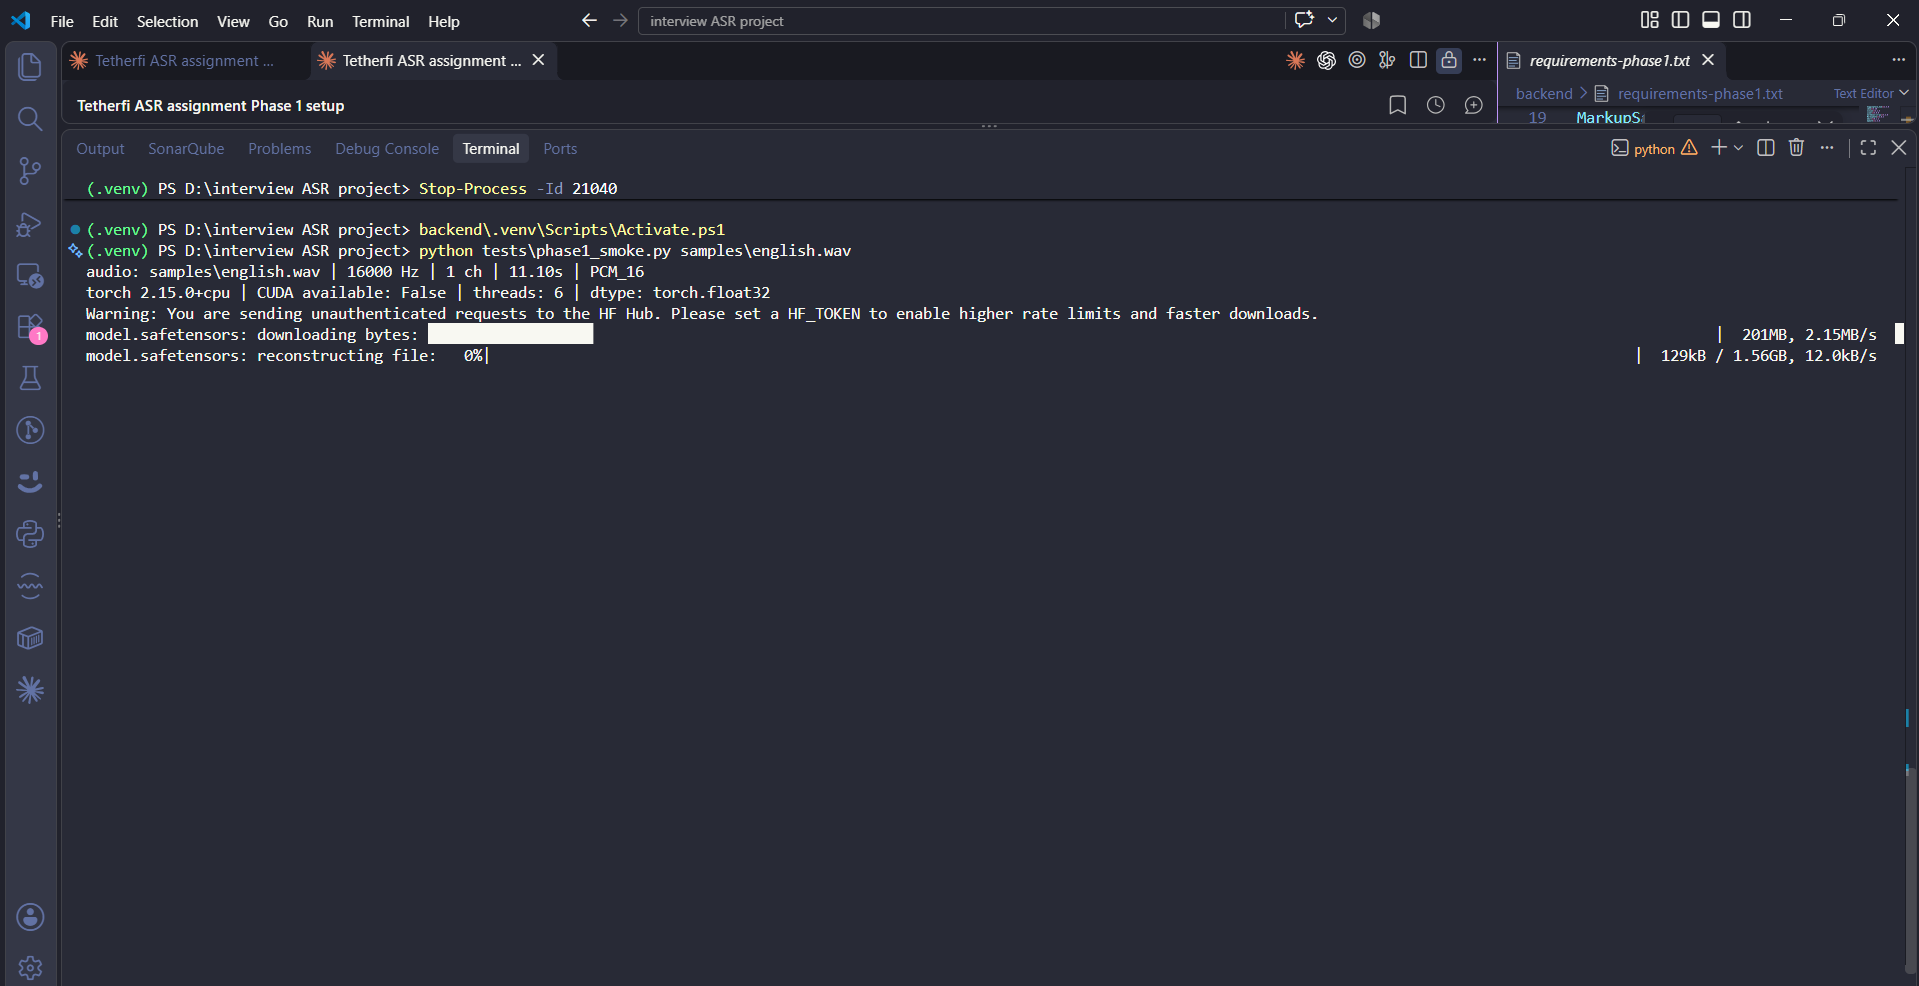 File Edit Selection View Go Run Terminal Help
interview ASR project
Tetherfi ASR assignment ...
Tetherfi ASR assignment ...
requirements-phase1.txt
Tetherfi ASR assignment Phase 1 setup
backend > requirements-phase1.txt
Text Editor
19
Output SonarQube Problems Debug Console Terminal Ports
python
(.venv) PS D:\interview ASR project> Stop-Process -Id 21040
(.venv) PS D:\interview ASR project> backend\.venv\Scripts\Activate.ps1
(.venv) PS D:\interview ASR project> python tests\phase1_smoke.py samples\english.wav
audio: samples\english.wav | 16000 Hz | 1 ch | 11.10s | PCM_16
torch 2.15.0+cpu | CUDA available: False | threads: 6 | dtype: torch.float32
Warning: You are sending unauthenticated requests to the HF Hub. Please set a HF_TOKEN to enable higher rate limits and faster downloads.
model.safetensors: downloading bytes: | 201MB, 2.15MB/s
model.safetensors: reconstructing file: 0%| | 129kB / 1.56GB, 12.0kB/s
1